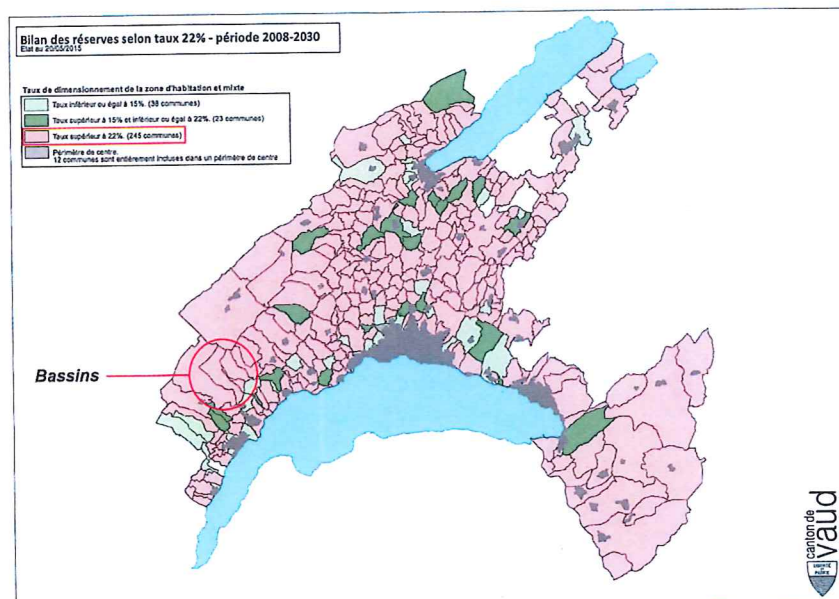 Bilan des réserves selon taux 22% - période 2008-2030
Etat au 20/05/2015
Taux de dimensionnement de la zone d'habitation et mixte
Taux inférieur ou égal à 15%. (38 communes)
Taux supérieur à 15% et inférieur ou égal à 22%. (23 communes)
Taux supérieur à 22%. (245 communes)
Périmètre de centre.
12 communes sont entièrement incluses dans un périmètre de centre
Bassins
canton de
vaud
LIBERTÉ
ET
PATRIE